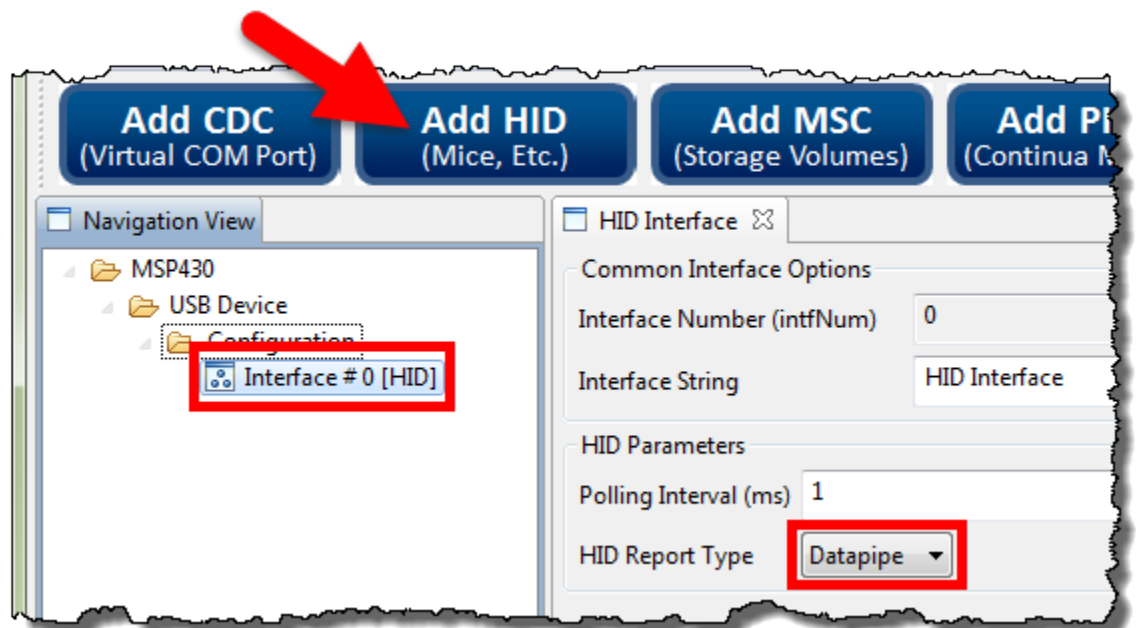 Add CDC
(Virtual COM Port)
Add HID
(Mice, Etc.)
Add MSC
(Storage Volumes)
Add
(Continua
Navigation View
MSP430
USB Device
Configuration
Interface # 0 [HID]
HID Interface
Common Interface Options
Interface Number (intfNum) 0
Interface String HID Interface
HID Parameters
Polling Interval (ms) 1
HID Report Type Datapipe